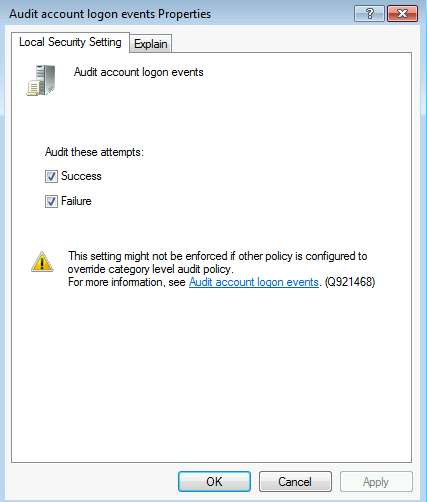 Audit account logon events Properties
?
Local Security Setting
Explain
Audit account logon events
Audit these attempts:
Success
Failure
This setting might not be enforced if other policy is configured to
override category level audit policy.
For more information, see Audit account logon events. (Q921468)
OK
Cancel
Apply